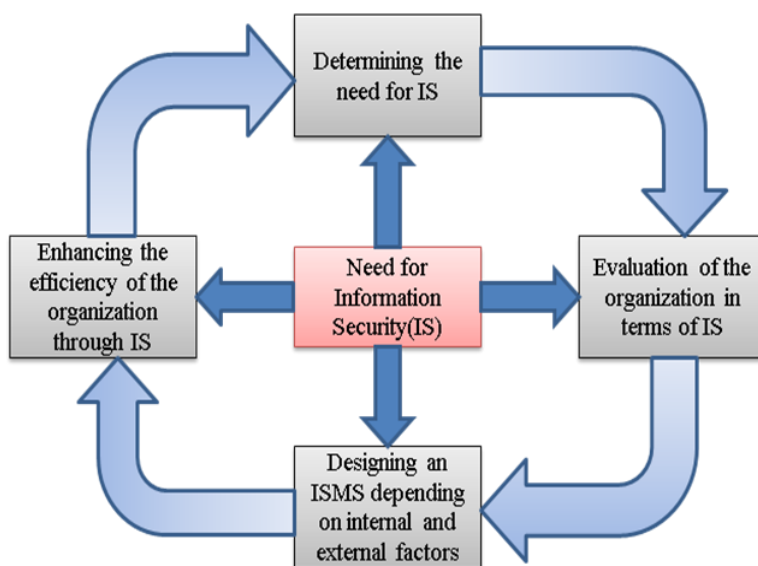 Determining the
need for IS
Enhancing the
efficiency of the
organization
through IS
Need for
Information
Security(IS)
Evaluation of the
organization in
terms of IS
Designing an
ISMS depending
on internal and
external factors